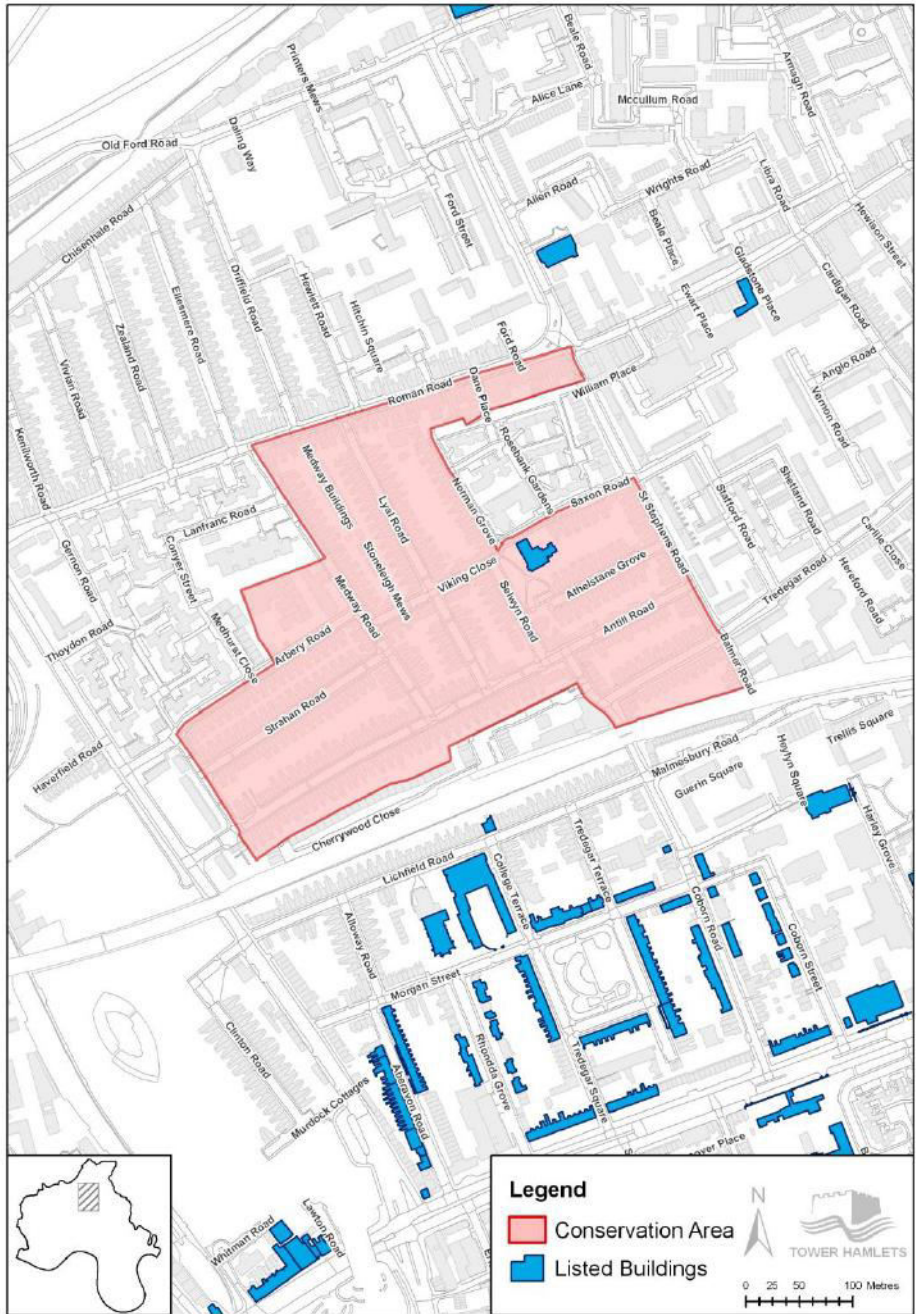 Beale Road
Printers Mews
Armagh Road
Alice Lane
Mccullum Road
Old Ford Road
Daling Way
Libra Road
Wrights Road
Allen Road
Ford Street
Chisenhale Road
Beale Place
Hewison Street
Gladstone Place
Driffield Road
Ellesmere Road
Hewlett Road
Cardigan Road
Zealand Road
Hitchin Square
Ewart Place
Vivian Road
Ford Road
Anglo Road
Roman Road
Dane Place
William Place
Vernon Road
Kenilworth Road
Rosebank Gardens
Medway Buildings
Norman Grove
Saxon Road
Lyal Road
St Stephens Road
Stafford Road
Shetland Road
Lanfranc Road
Carlile Close
Conyer Street
Gernon Road
Stoneleigh Mews
Viking Close
Athelstane Grove
Tredegar Road
Hereford Road
Medway Road
Selwyn Road
Antill Road
Thoydon Road
Medhurst Close
Arbery Road
Balmer Road
Strahan Road
Haverfield Road
Trellis Square
Malmesbury Road
Heylyn Square
Guerin Square
Cherrywood Close
Harley Grove
Lichfield Road
Tredegar Terrace
College Terrace
Coborn Road
Alloway Road
Coborn Street
Morgan Street
Clinton Road
Rhondda Grove
Tredegar Square
Aberavon Road
Murdock Cottages
Whitman Road
Lawton Road
Legend
Conservation Area
Listed Buildings
N
TOWER HAMLETS
0 25 50 100 Metres